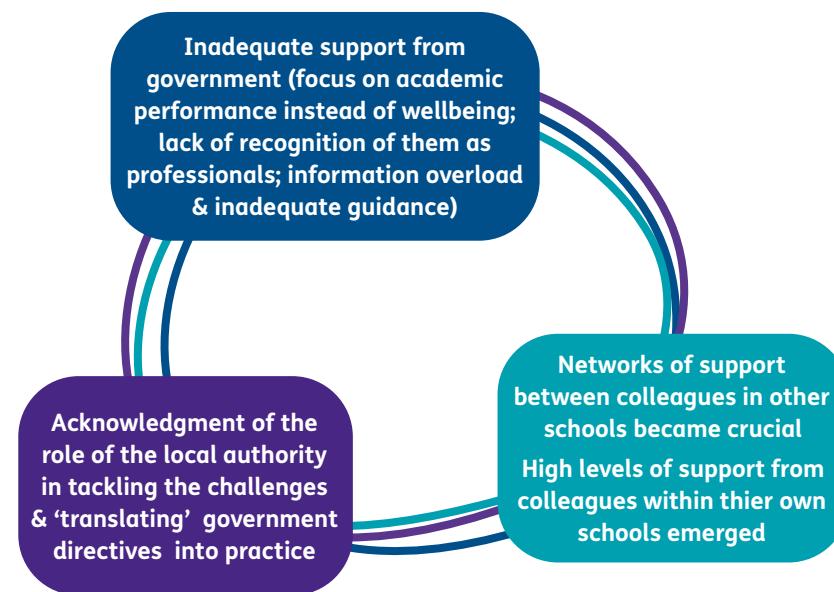 Inadequate support from
government (focus on academic
performance instead of wellbeing;
lack of recognition of them as
professionals; information overload
& inadequate guidance)
Networks of support
between colleagues in other
schools became crucial
High levels of support from
colleagues within thier own
schools emerged
Acknowledgment of the
role of the local authority
in tackling the challenges
& ‘translating’ government
directives into practice